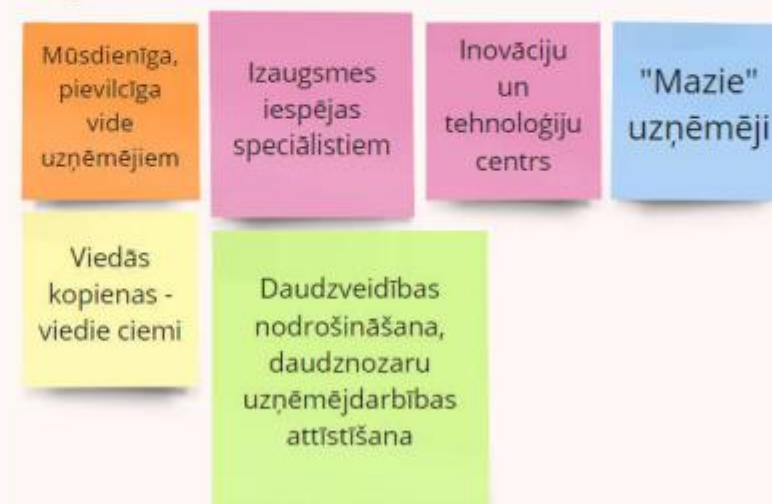 Mūsdienīga,
pievilcīga
vide
uzņēmējiem
Izaugsmes
iespējas
speciālistiem
Inovāciju
un
tehnoloģiju
centrs
"Mazie"
uzņēmēji
Viedās
kopienas -
viedie ciemi
Daudzveidības
nodrošināšana,
daudznozaru
uzņēmējdarbības
attīstīšana